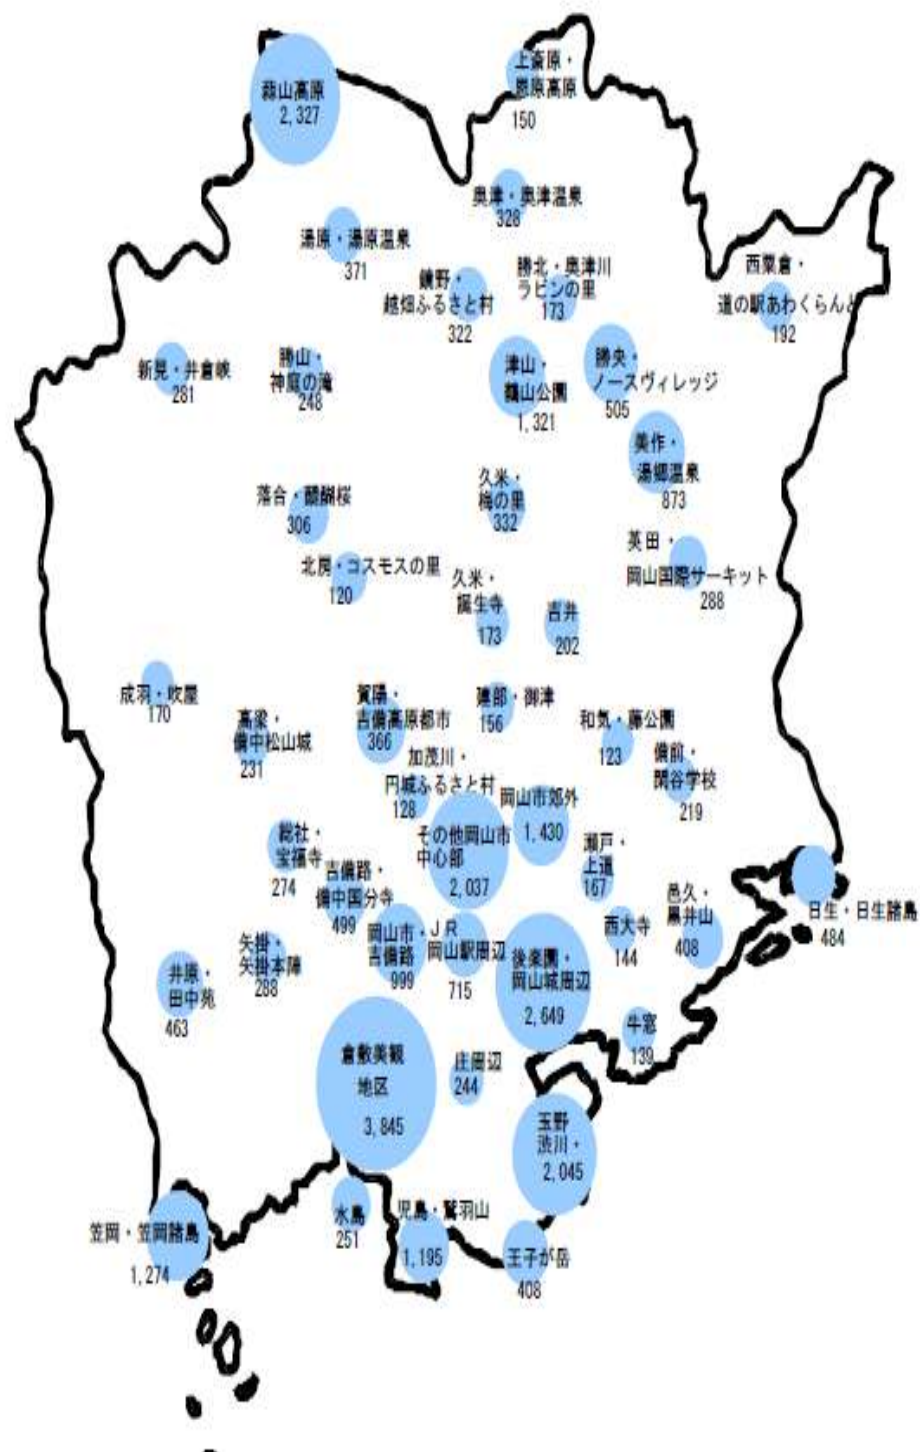 蒜山高原
2,327
上斎原・
恩原高原
150
奥津・奥津温泉
328
湯原・湯原温泉
371
鏡野・
越畑ふるさと村
322
勝北・奥津川
ラビンの里
173
西粟倉・
道の駅あわくらんど
192
新見・井倉峡
281
勝山・
神庭の滝
248
津山・
鶴山公園
1,321
勝央・
ノースヴィレッジ
505
美作・
湯郷温泉
873
落合・醍醐桜
306
久米・
梅の里
332
英田・
岡山国際サーキット
288
北房・コスモスの里
120
久米・
誕生寺
173
吉井
202
成羽・吹屋
170
高梁・
備中松山城
231
賀陽・
吉備高原都市
366
建部・御津
156
和気・藤公園
123
備前・
閑谷学校
219
加茂川・
円城ふるさと村
128
岡山市郊外
1,430
その他岡山市
中心部
2,037
総社・
宝福寺
274
吉備路・
備中国分寺
499
瀬戸・
上道
167
邑久・
黒井山
408
日生・日生諸島
484
矢掛・
矢掛本陣
288
岡山市・
吉備路
999
JR
岡山駅周辺
715
後楽園・
岡山城周辺
2,649
西大寺
144
井原・
田中苑
463
牛窓
139
倉敷美観
地区
3,845
庄周辺
244
玉野
渋川・
2,045
水島
251
児島・鷲羽山
1,195
王子が岳
408
笠岡・笠岡諸島
1,274